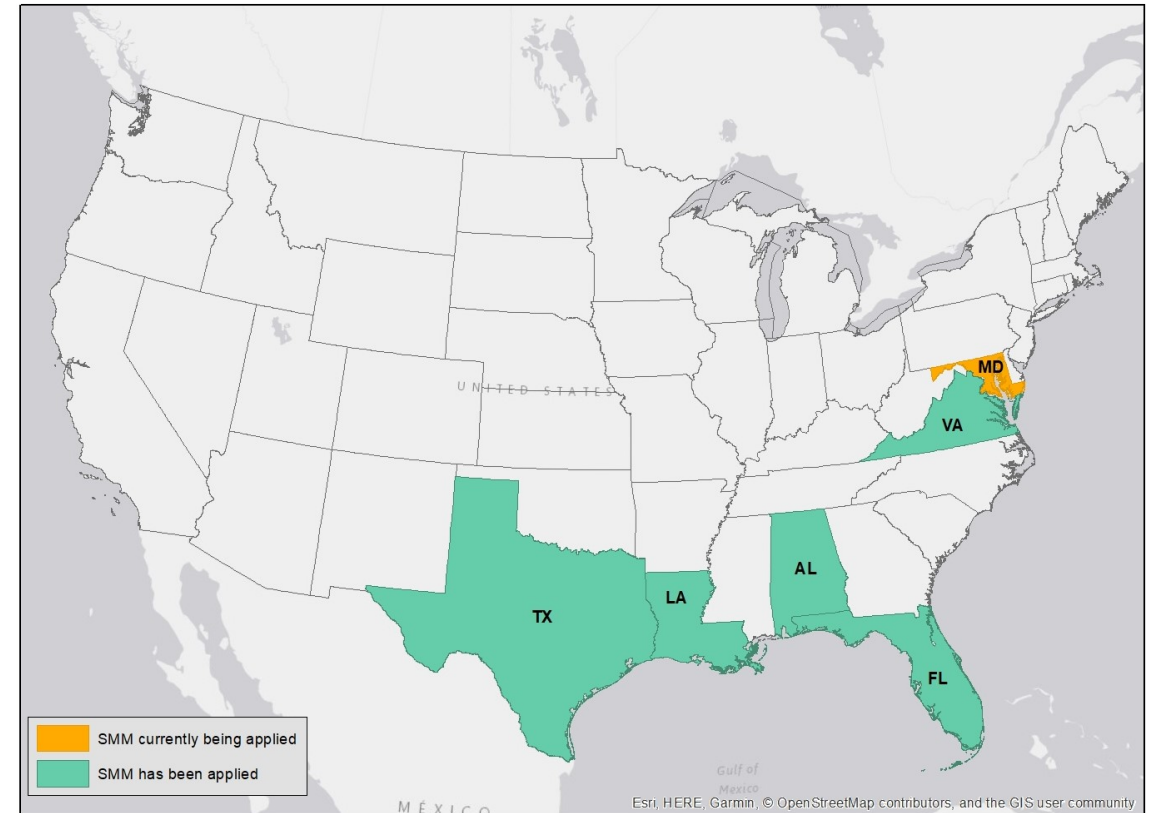 UNITED STATES
MD
VA
AL
LA
TX
FL
SMM currently being applied
SMM has been applied
Gulf of
Mexico
MÉXICO
Esri, HERE, Garmin, © OpenStreetMap contributors, and the GIS user community